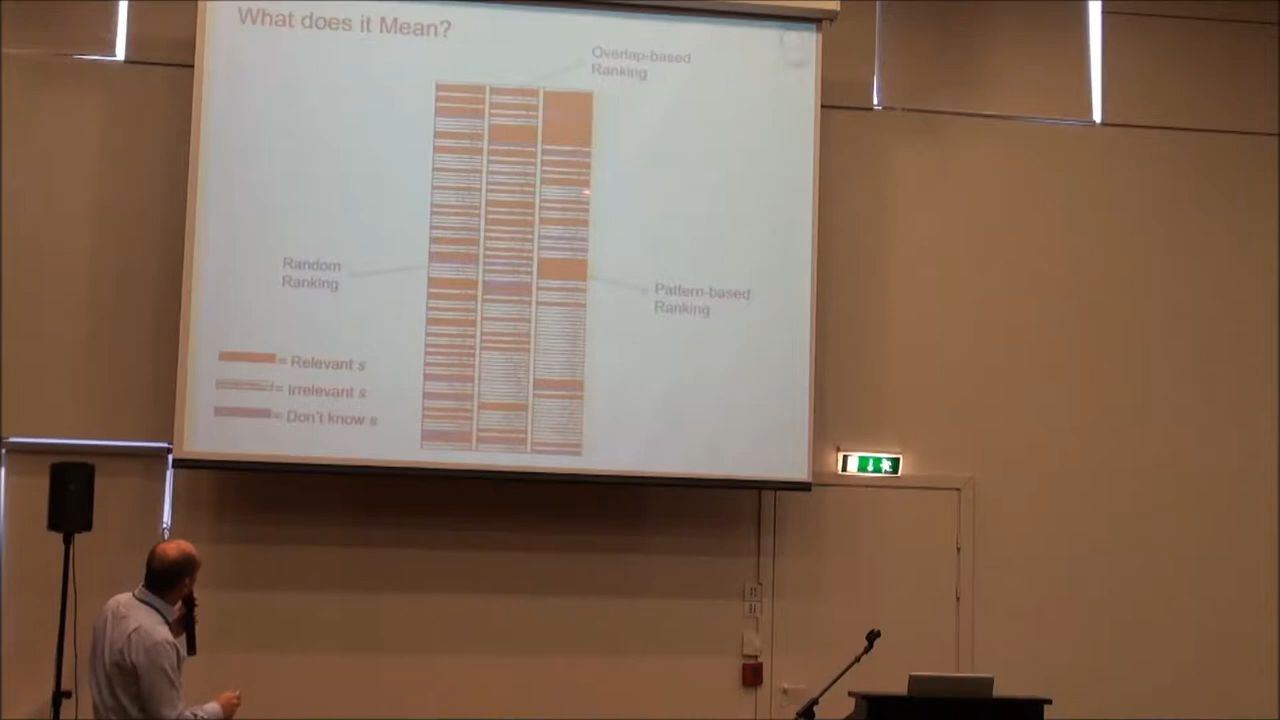 What does it Mean?
Overlap-based
Ranking
Random
Ranking
Pattern-based
Ranking
= Relevant s
= Irrelevant s
= Don't know s